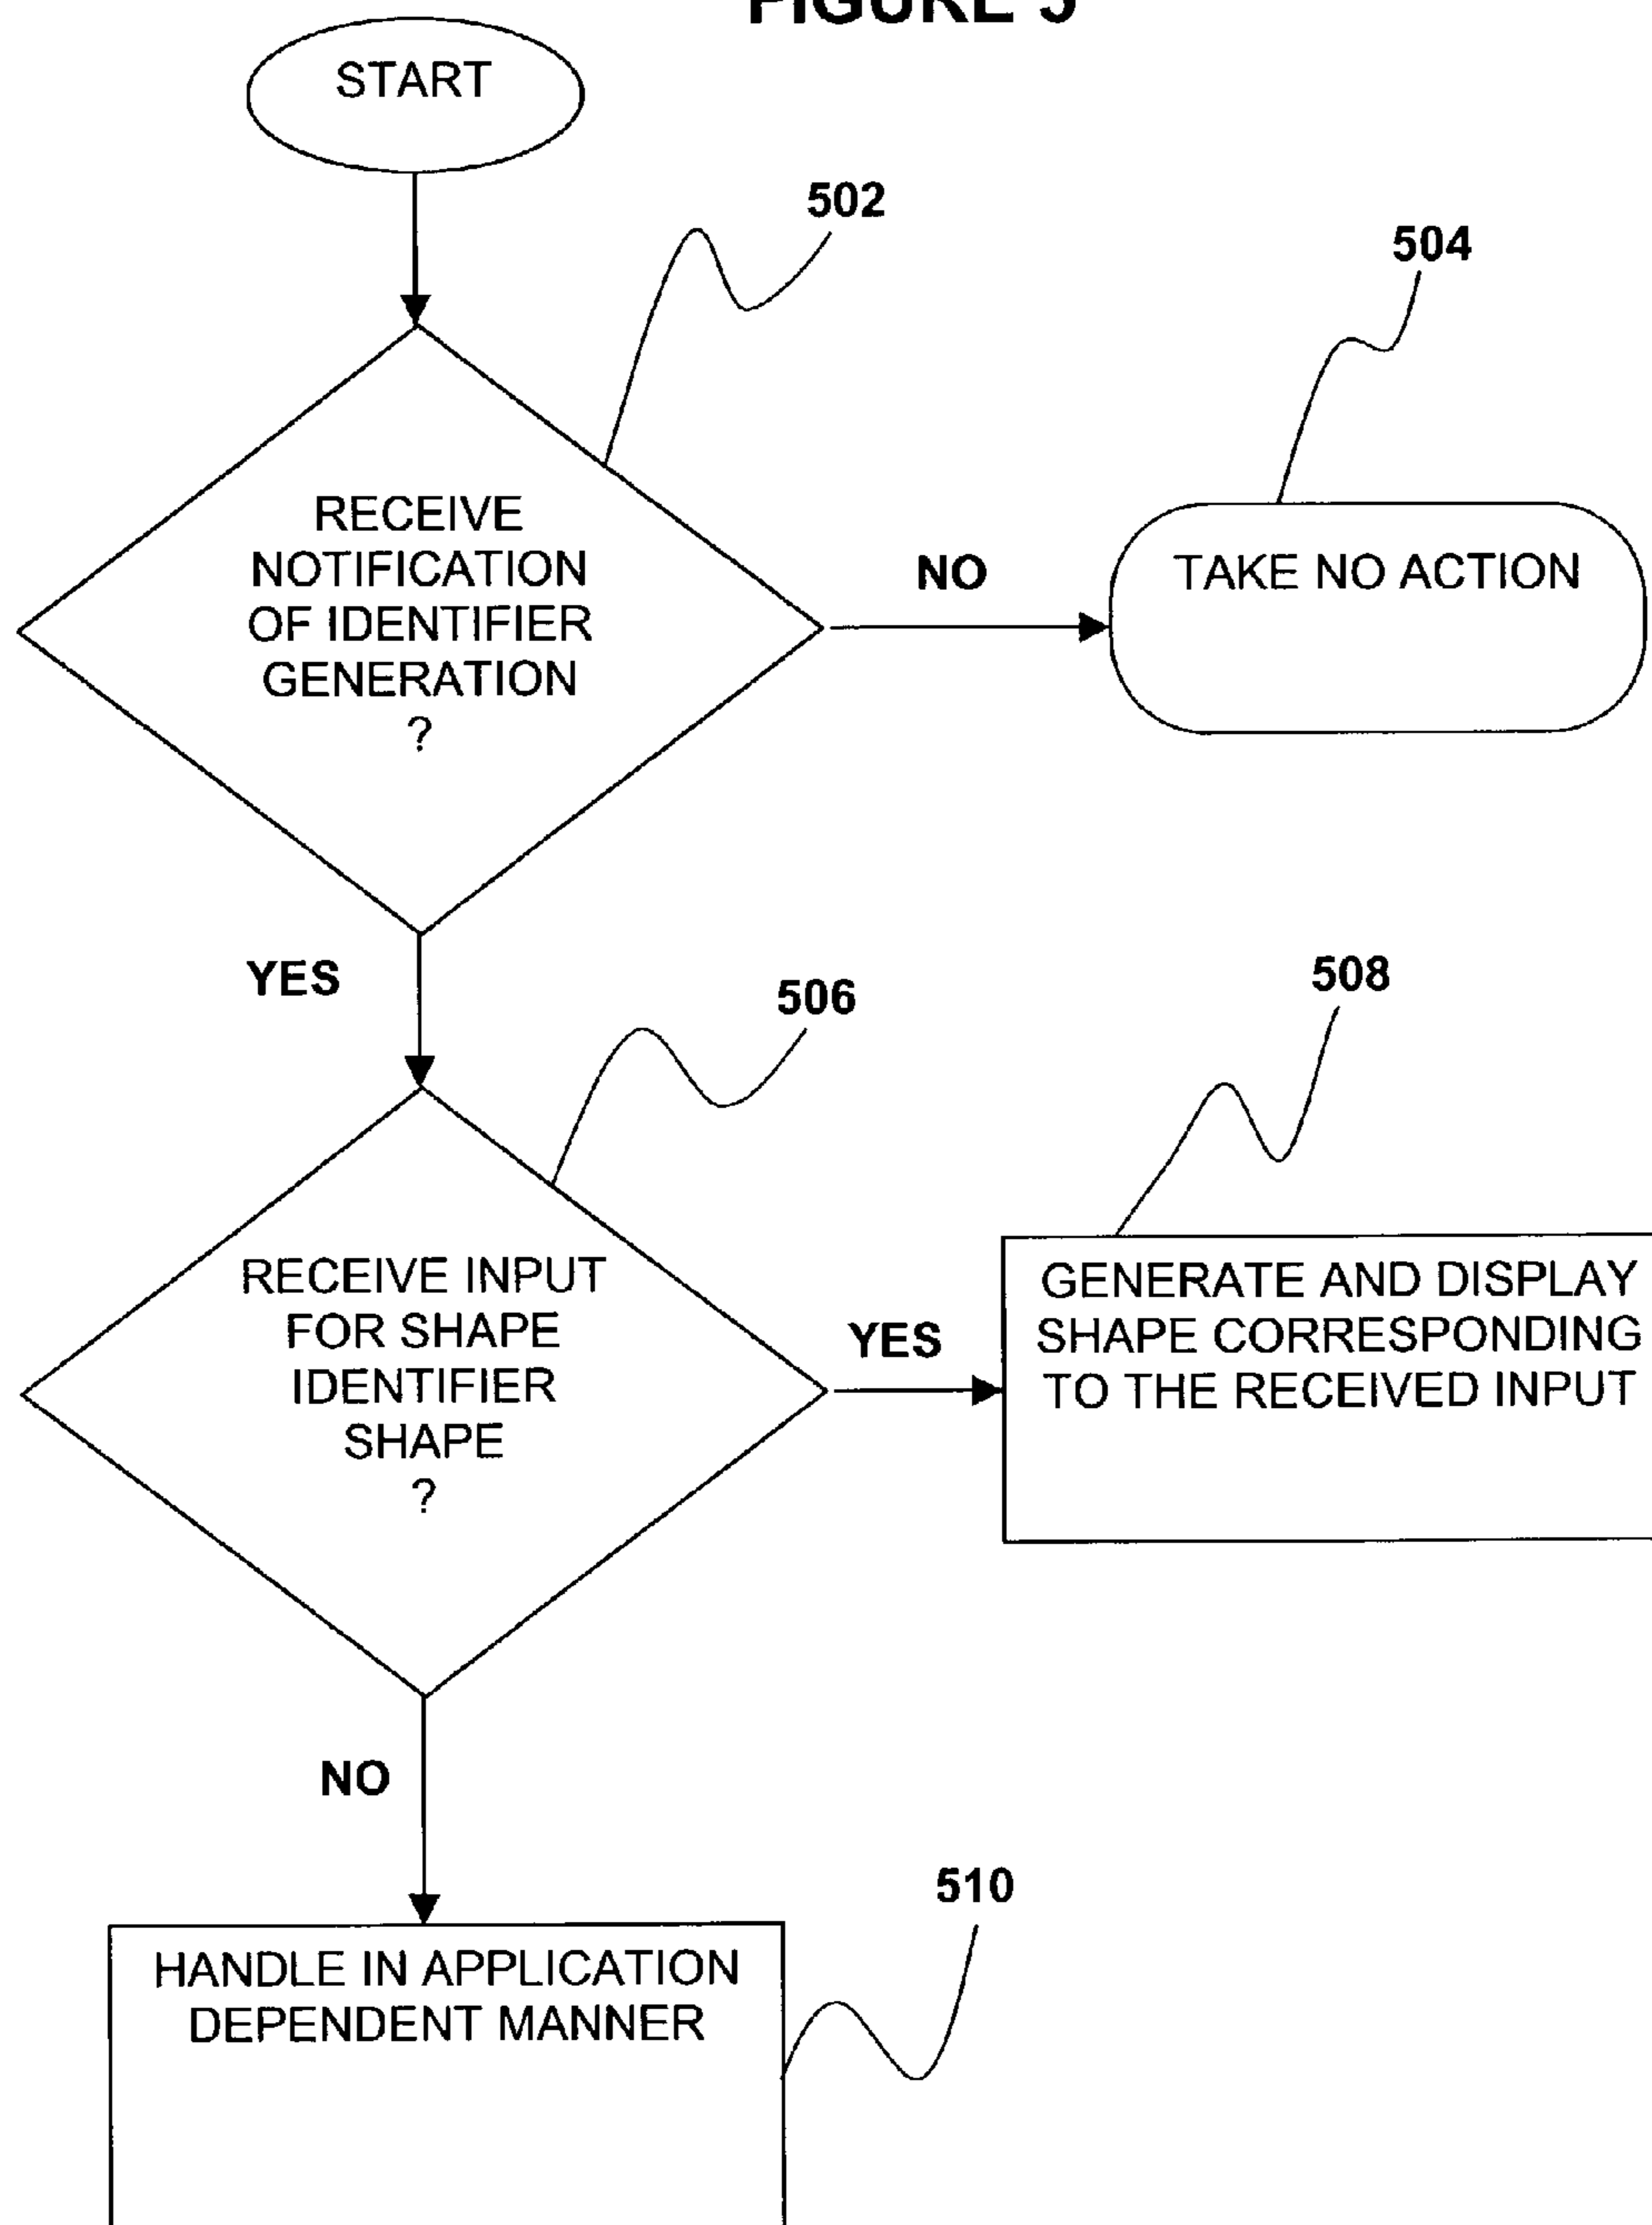 FIGURE 5
START
502
504
RECEIVE
NOTIFICATION
OF IDENTIFIER
GENERATION
?
NO
TAKE NO ACTION
YES
506
508
RECEIVE INPUT
FOR SHAPE
IDENTIFIER
SHAPE
?
YES
GENERATE AND DISPLAY
SHAPE CORRESPONDING
TO THE RECEIVED INPUT
NO
510
HANDLE IN APPLICATION
DEPENDENT MANNER